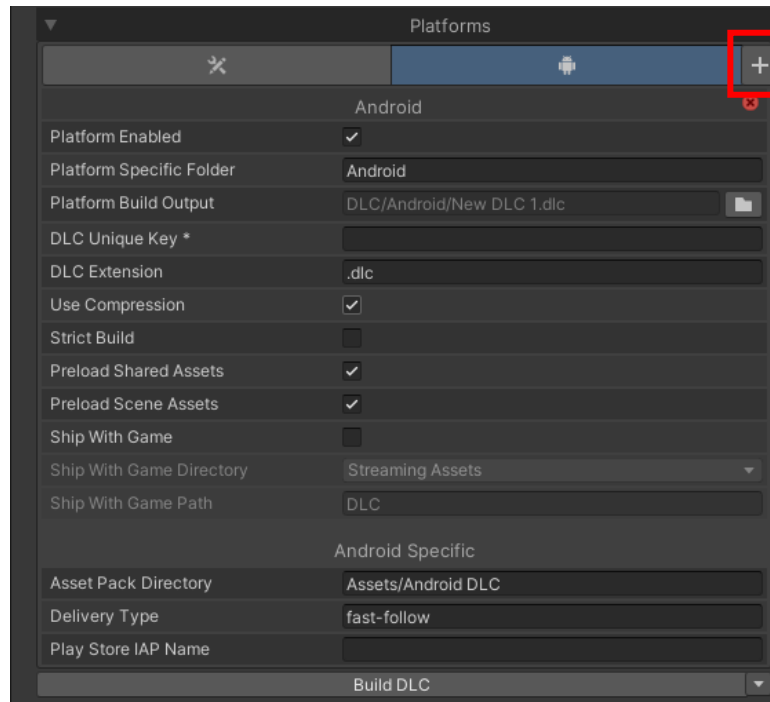 Platforms
Android
Platform Enabled
Platform Specific Folder Android
Platform Build Output DLC/Android/New DLC 1.dlc
DLC Unique Key *
DLC Extension .dlc
Use Compression
Strict Build
Preload Shared Assets
Preload Scene Assets
Ship With Game
Ship With Game Directory Streaming Assets
Ship With Game Path DLC
Android Specific
Asset Pack Directory Assets/Android DLC
Delivery Type fast-follow
Play Store IAP Name
Build DLC